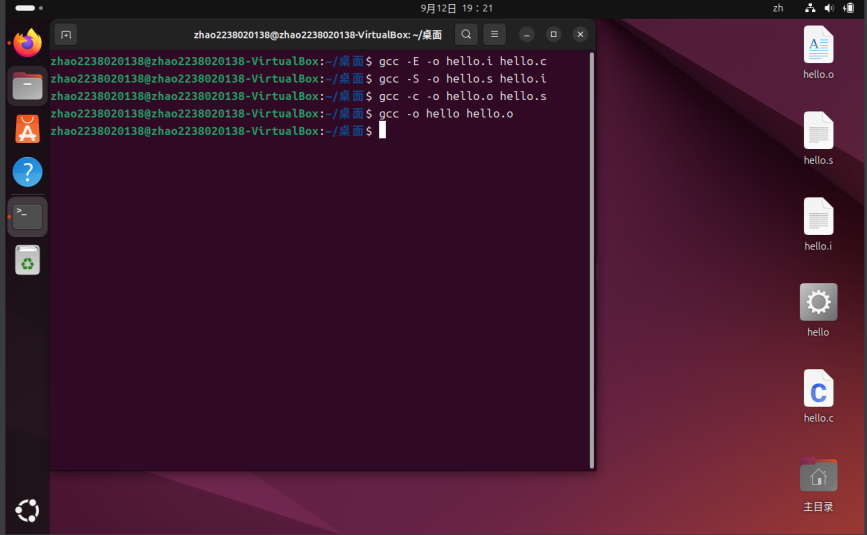 9月12日 19：21
zh
zhao2238020138@zhao2238020138-VirtualBox: ~/桌面
zhao2238020138@zhao2238020138-VirtualBox:~/桌面$ gcc -E -o hello.i hello.c
zhao2238020138@zhao2238020138-VirtualBox:~/桌面$ gcc -S -o hello.s hello.i
zhao2238020138@zhao2238020138-VirtualBox:~/桌面$ gcc -c -o hello.o hello.s
zhao2238020138@zhao2238020138-VirtualBox:~/桌面$ gcc -o hello hello.o
zhao2238020138@zhao2238020138-VirtualBox:~/桌面$
hello.o
hello.s
hello.i
hello
hello.c
主目录